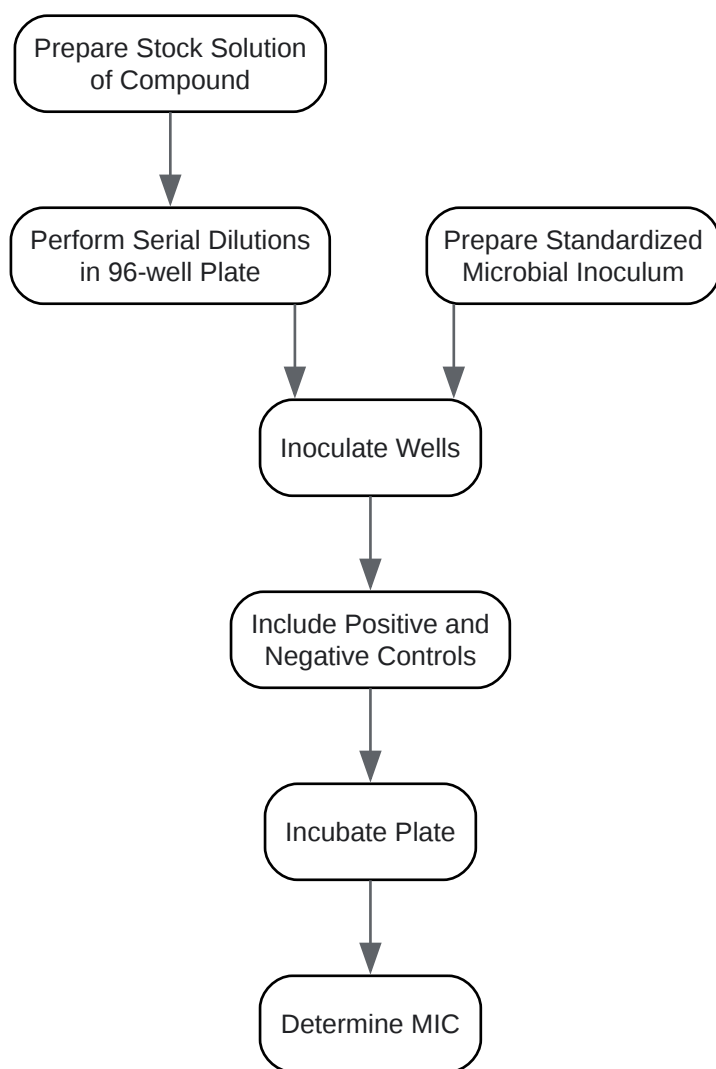 Prepare Stock Solution
of Compound
Perform Serial Dilutions
in 96-well Plate
Prepare Standardized
Microbial Inoculum
Inoculate Wells
Include Positive and
Negative Controls
Incubate Plate
Determine MIC